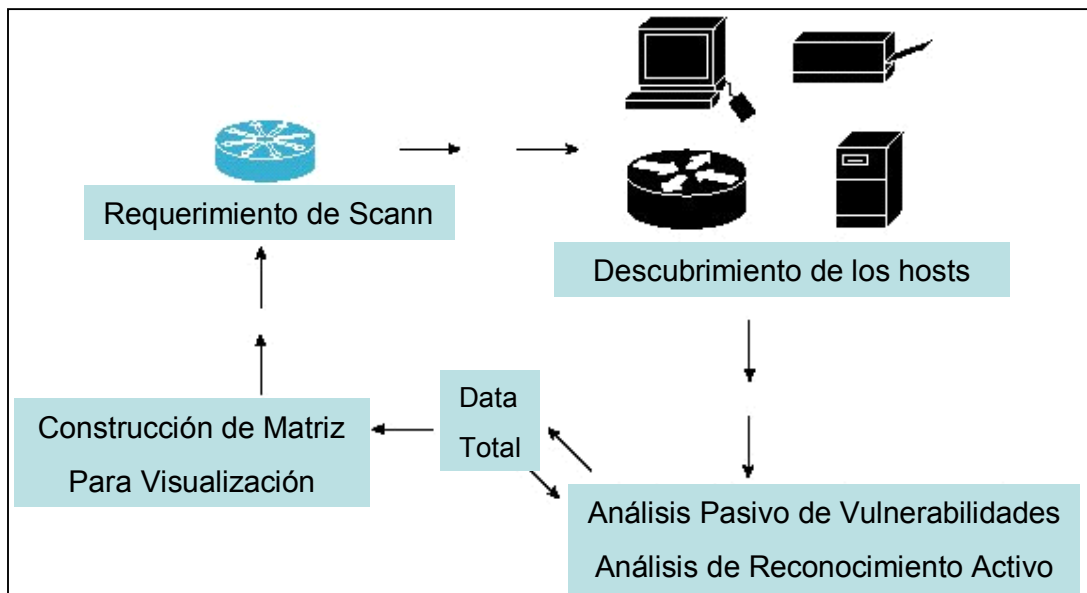 Requerimiento de Scann
Descubrimiento de los hosts
Data
Total
Construcción de Matriz
Para Visualización
Análisis Pasivo de Vulnerabilidades
Análisis de Reconocimiento Activo